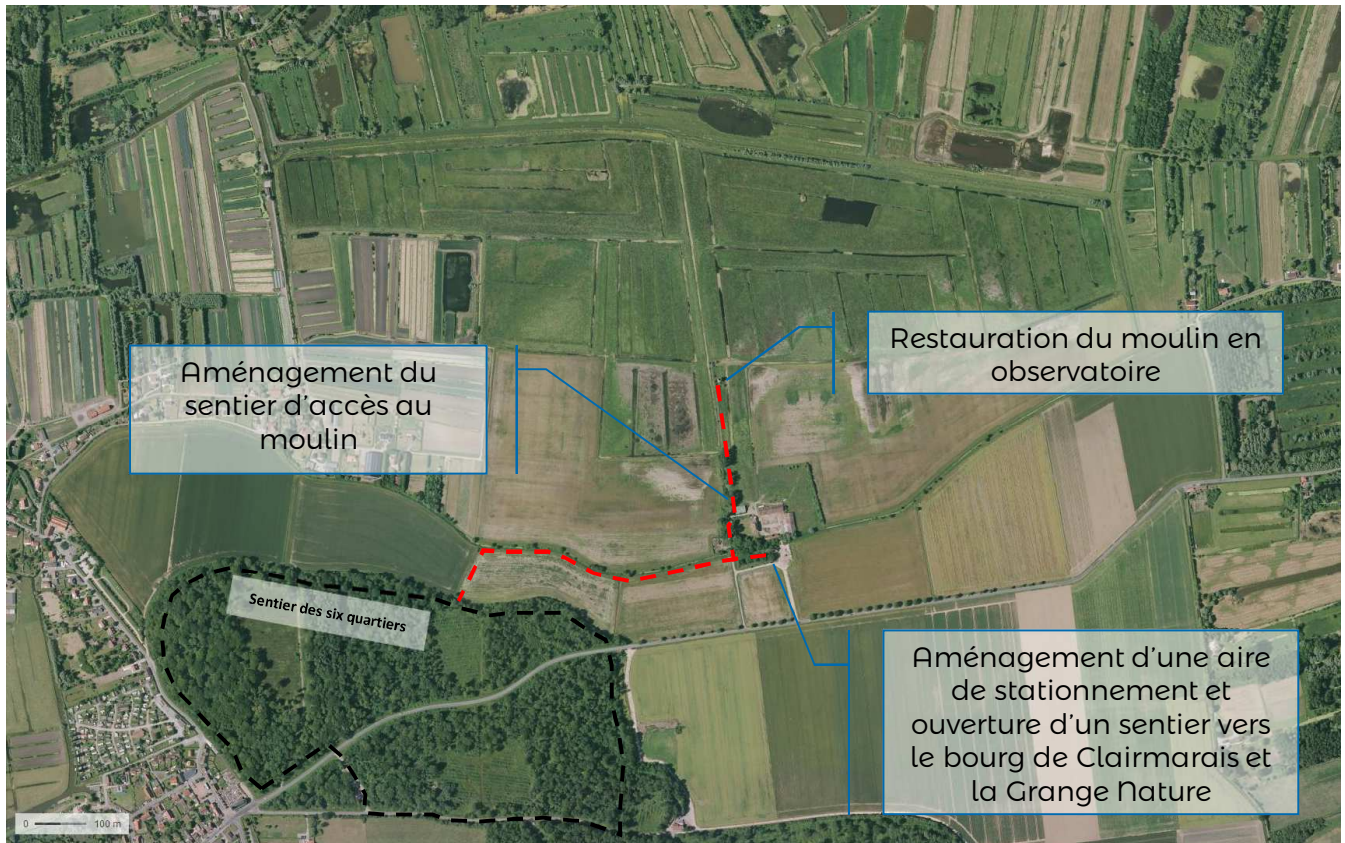 Restauration du moulin en
observatoire
Aménagement du
sentier d’accès au
moulin
Sentier des six quartiers
Aménagement d’une aire
de stationnement et
ouverture d’un sentier vers
le bourg de Clairmarais et
la Grange Nature
0 100 m